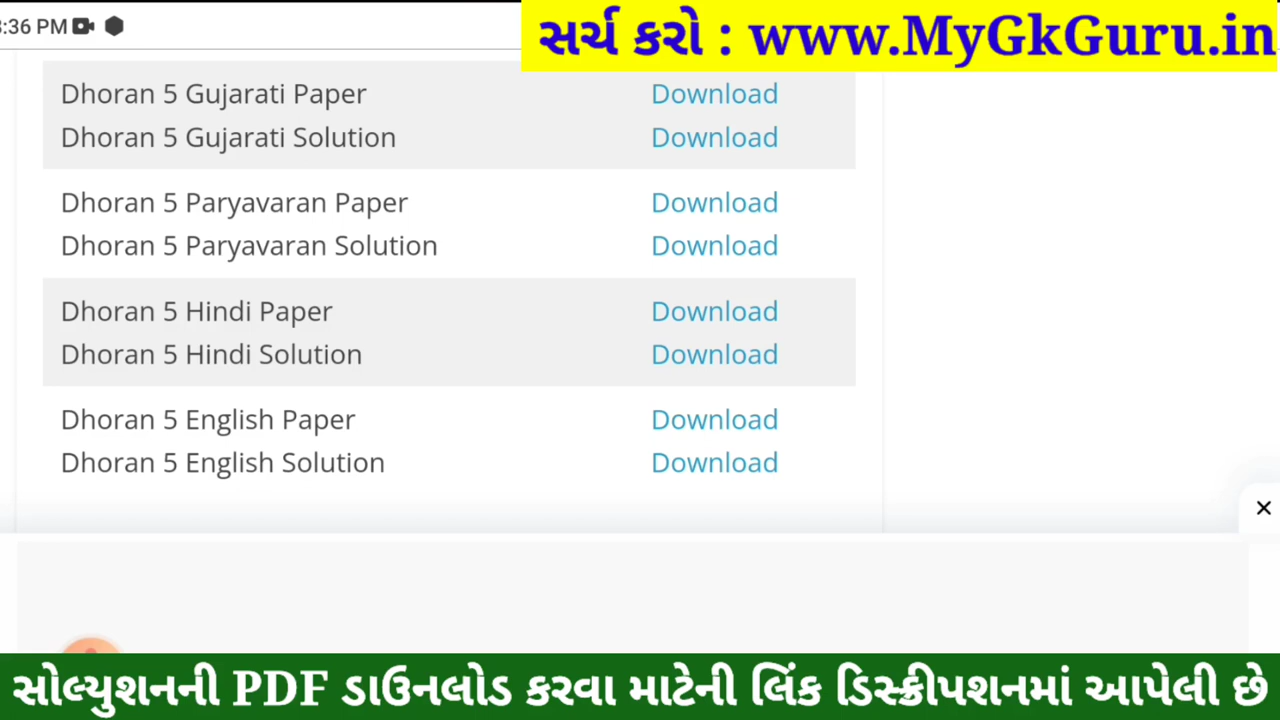 :36 PM
સર્ચ કરો : www.MyGkGuru.in
Dhoran 5 Gujarati Paper Download
Dhoran 5 Gujarati Solution Download
Dhoran 5 Paryavaran Paper Download
Dhoran 5 Paryavaran Solution Download
Dhoran 5 Hindi Paper Download
Dhoran 5 Hindi Solution Download
Dhoran 5 English Paper Download
Dhoran 5 English Solution Download
સોલ્યુશનની PDF ડાઉનલોડ કરવા માટેની લિંક ડિસ્ક્રીપશનમાં આપેલી છે